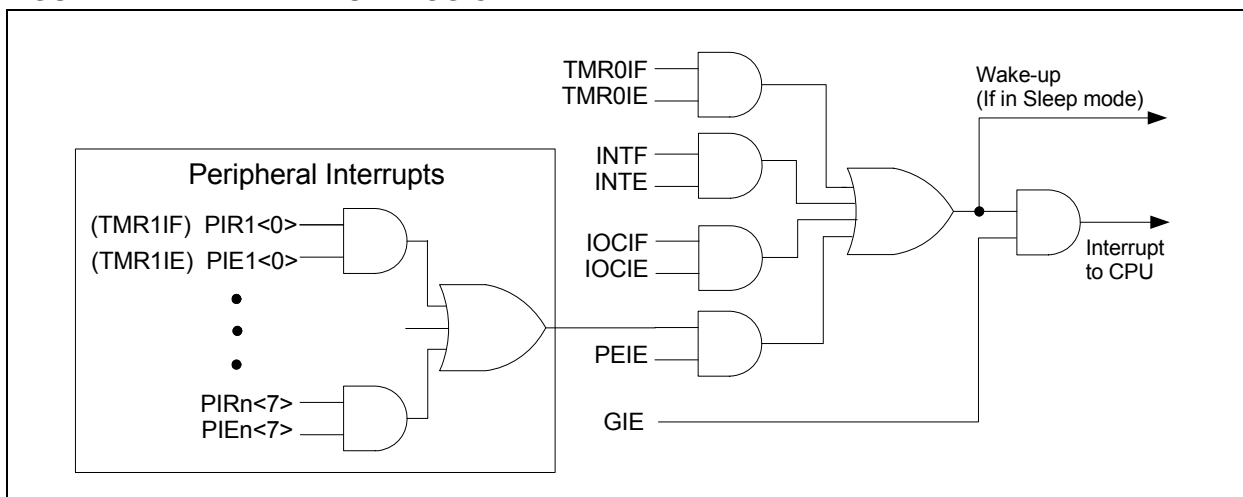 TMR0IF
TMR0IE
Wake-up
(If in Sleep mode)
INTF
INTE
Peripheral Interrupts
(TMR1IF) PIR1<0>
(TMR1IE) PIE1<0>
IOCIF
IOCIE
Interrupt
to CPU
PEIE
PIRn<7>
PIEn<7>
GIE